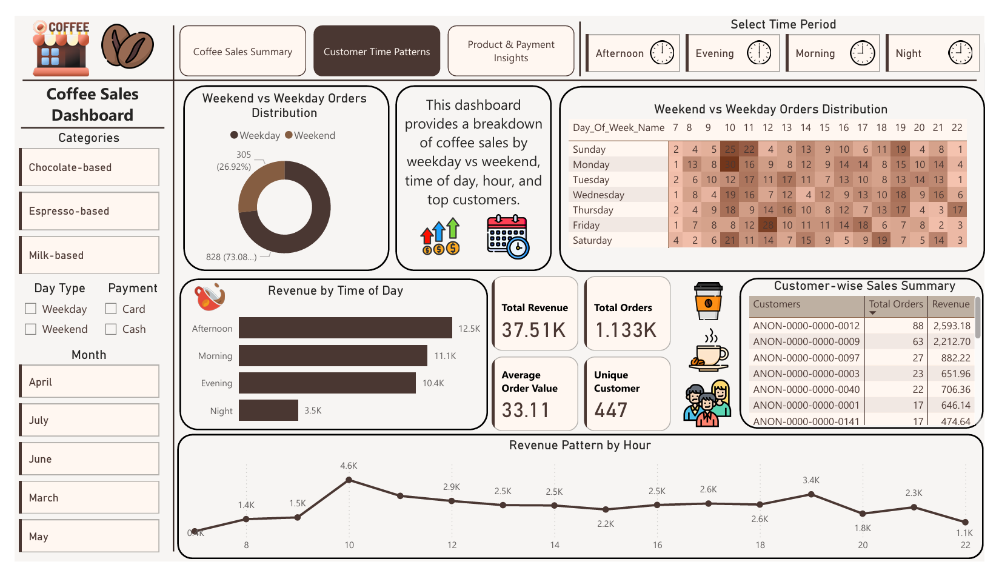 COFFEE
Coffee Sales Summary
Customer Time Patterns
Product & Payment
Insights
Select Time Period
Afternoon
Evening
Morning
Night
Coffee Sales
Dashboard
Categories
Chocolate-based
Espresso-based
Milk-based
Day Type Payment
Weekday Card
Weekend Cash
Month
April
July
June
March
May
Weekend vs Weekday Orders
Distribution
Weekday Weekend
305
(26.92%)
828 (73.08...)
This dashboard
provides a breakdown
of coffee sales by
weekday vs weekend,
time of day, hour, and
top customers.
Weekend vs Weekday Orders Distribution
Day_Of_Week_Name 7 8 9 10 11 12 13 14 15 16 17 18 19 20 21 22
Sunday 2 4 5 25 22 4 8 13 9 10 6 11 19 4 8 1
Monday 1 13 8 30 16 9 8 12 9 14 14 8 15 10 14 4
Tuesday 2 6 10 12 17 11 17 11 7 13 10 8 13 14 13 1
Wednesday 1 8 4 19 16 7 12 4 12 9 13 10 18 9 16 6
Thursday 2 4 9 18 9 14 16 10 8 12 7 13 17 4 3 17
Friday 1 7 8 8 12 28 10 11 11 14 18 6 7 8 2 3
Saturday 4 2 6 21 11 14 7 15 9 5 9 19 7 5 14 3
Revenue by Time of Day
Afternoon 12.5K
Morning 11.1K
Evening 10.4K
Night 3.5K
Total Revenue
37.51K
Total Orders
1.133K
Average
Order Value
33.11
Unique
Customer
447
Customer-wise Sales Summary
Customers Total Orders Revenue
ANON-0000-0000-0012 88 2,593.18
ANON-0000-0000-0009 63 2,212.70
ANON-0000-0000-0097 27 882.22
ANON-0000-0000-0003 23 651.96
ANON-0000-0000-0040 22 706.36
ANON-0000-0000-0001 17 646.14
ANON-0000-0000-0141 17 474.64
Revenue Pattern by Hour
0.4K 1.4K 1.5K 4.6K 2.9K 2.5K 2.5K 2.2K 2.5K 2.6K 2.6K 3.4K 1.8K 2.3K 1.1K
8 10 12 14 16 18 20 22